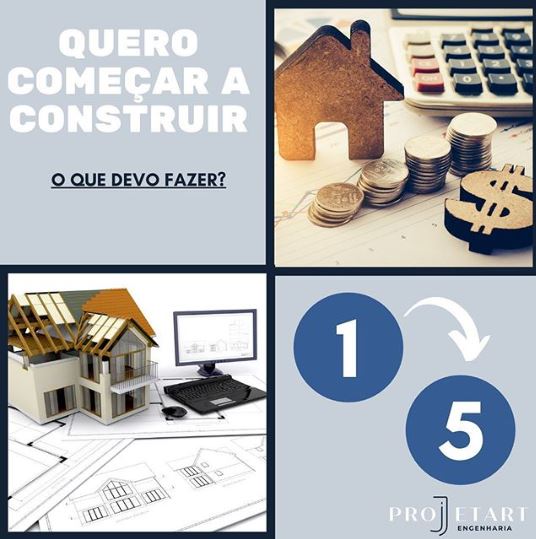 QUERO
COMEÇAR A
CONSTRUIR
O QUE DEVO FAZER?
1
5
PROJETART
ENGENHARIA